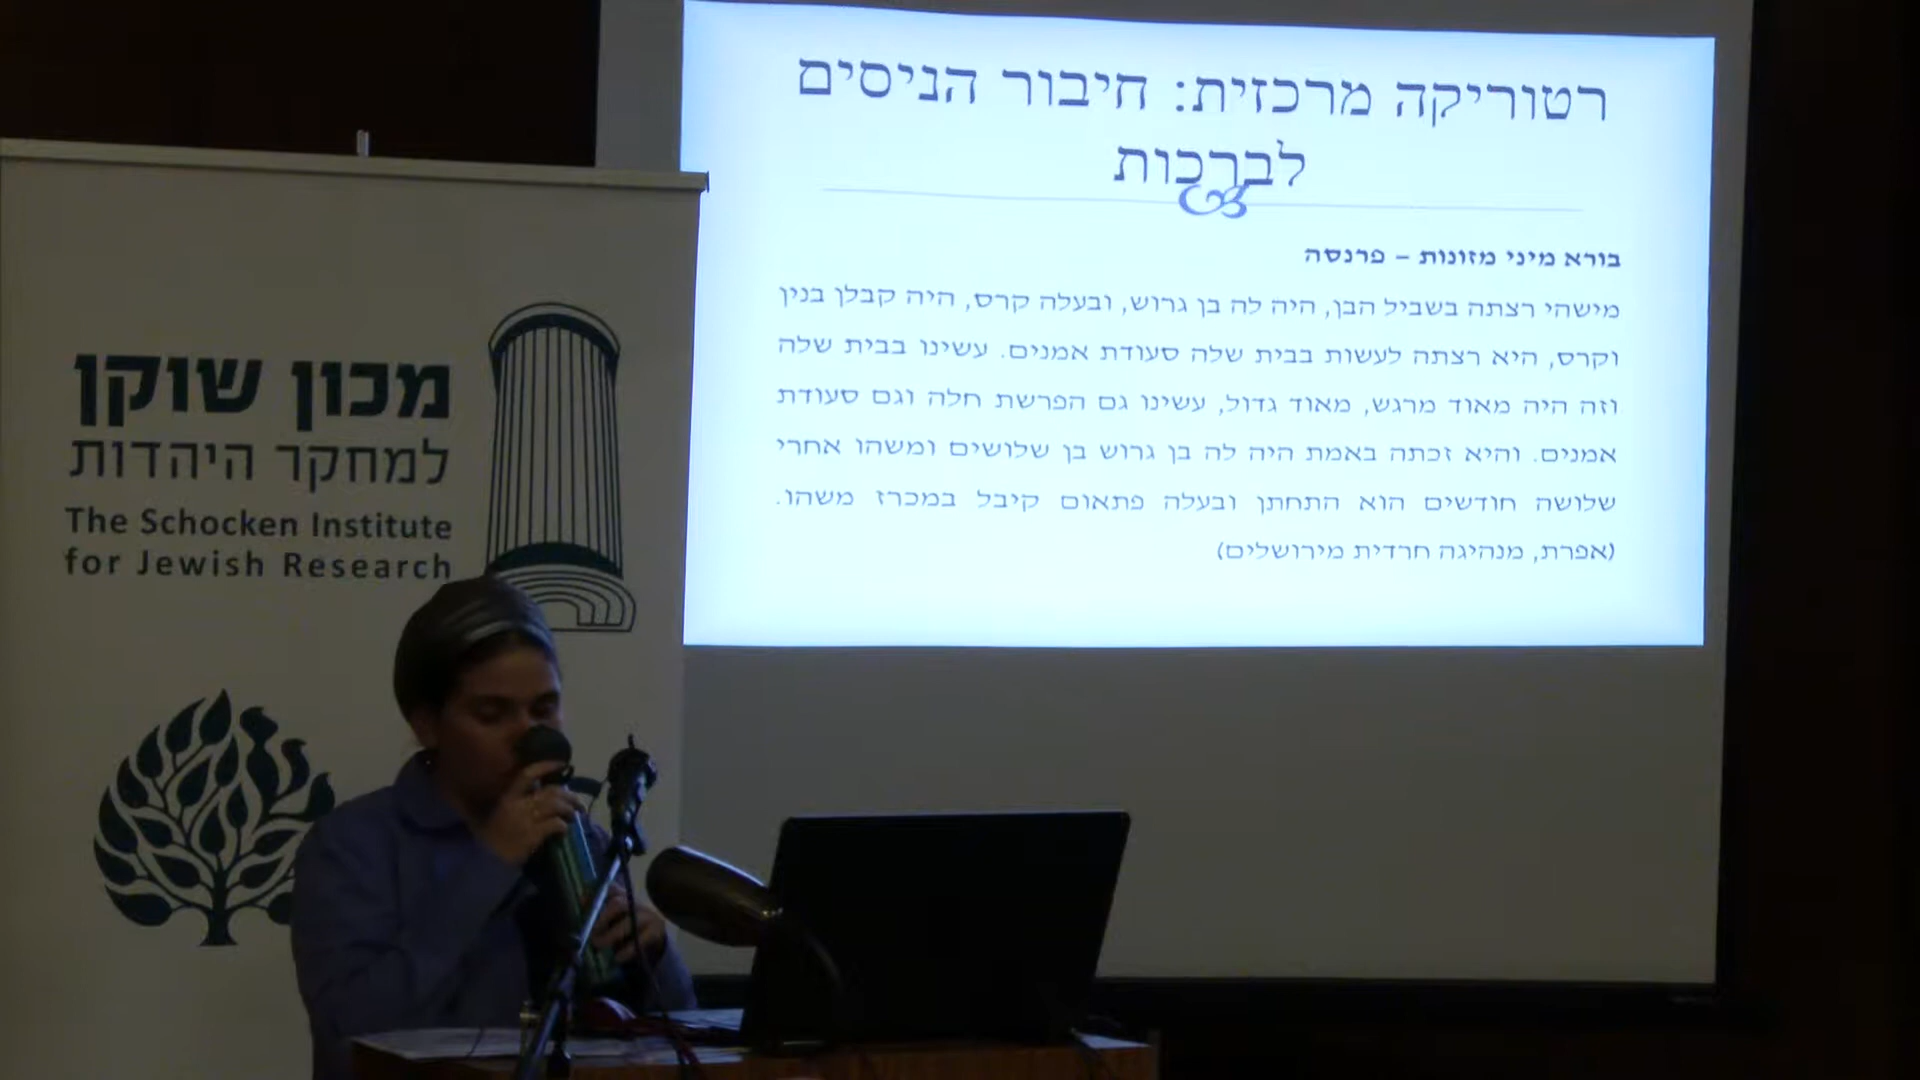 רטוריקה מרכזית: חיבור הניסים
לברכות
בורא מיני מזונות – פרנסה
מישהי רצתה בשביל הבן, היה לה בן גרוש, ובעלה קרס, היה קבלן בנין
וקרס, היא רצתה לעשות בבית שלה סעודת אמנים. עשינו בבית שלה
וזה היה מאוד מרגש, מאוד גדול, עשינו גם הפרשת חלה וגם סעודת
אמנים. והיא זכתה באמת היה לה בן גרוש בן שלושים ומשהו אחרי
שלושה חודשים הוא התחתן ובעלה פתאום קיבל במכרז משהו.
(אפרת, מנהיגה חרדית מירושלים)
מכון שוקן
למחקר היהדות
The Schocken Institute
for Jewish Research